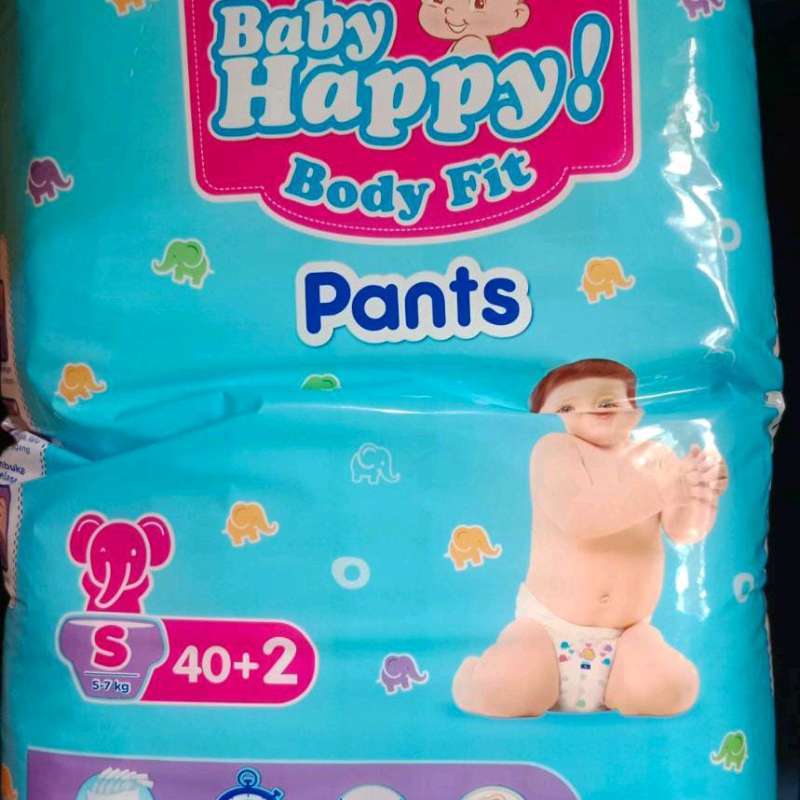 Baby
Happy!
Body Fit
Pants
S
5-7 kg
40+2